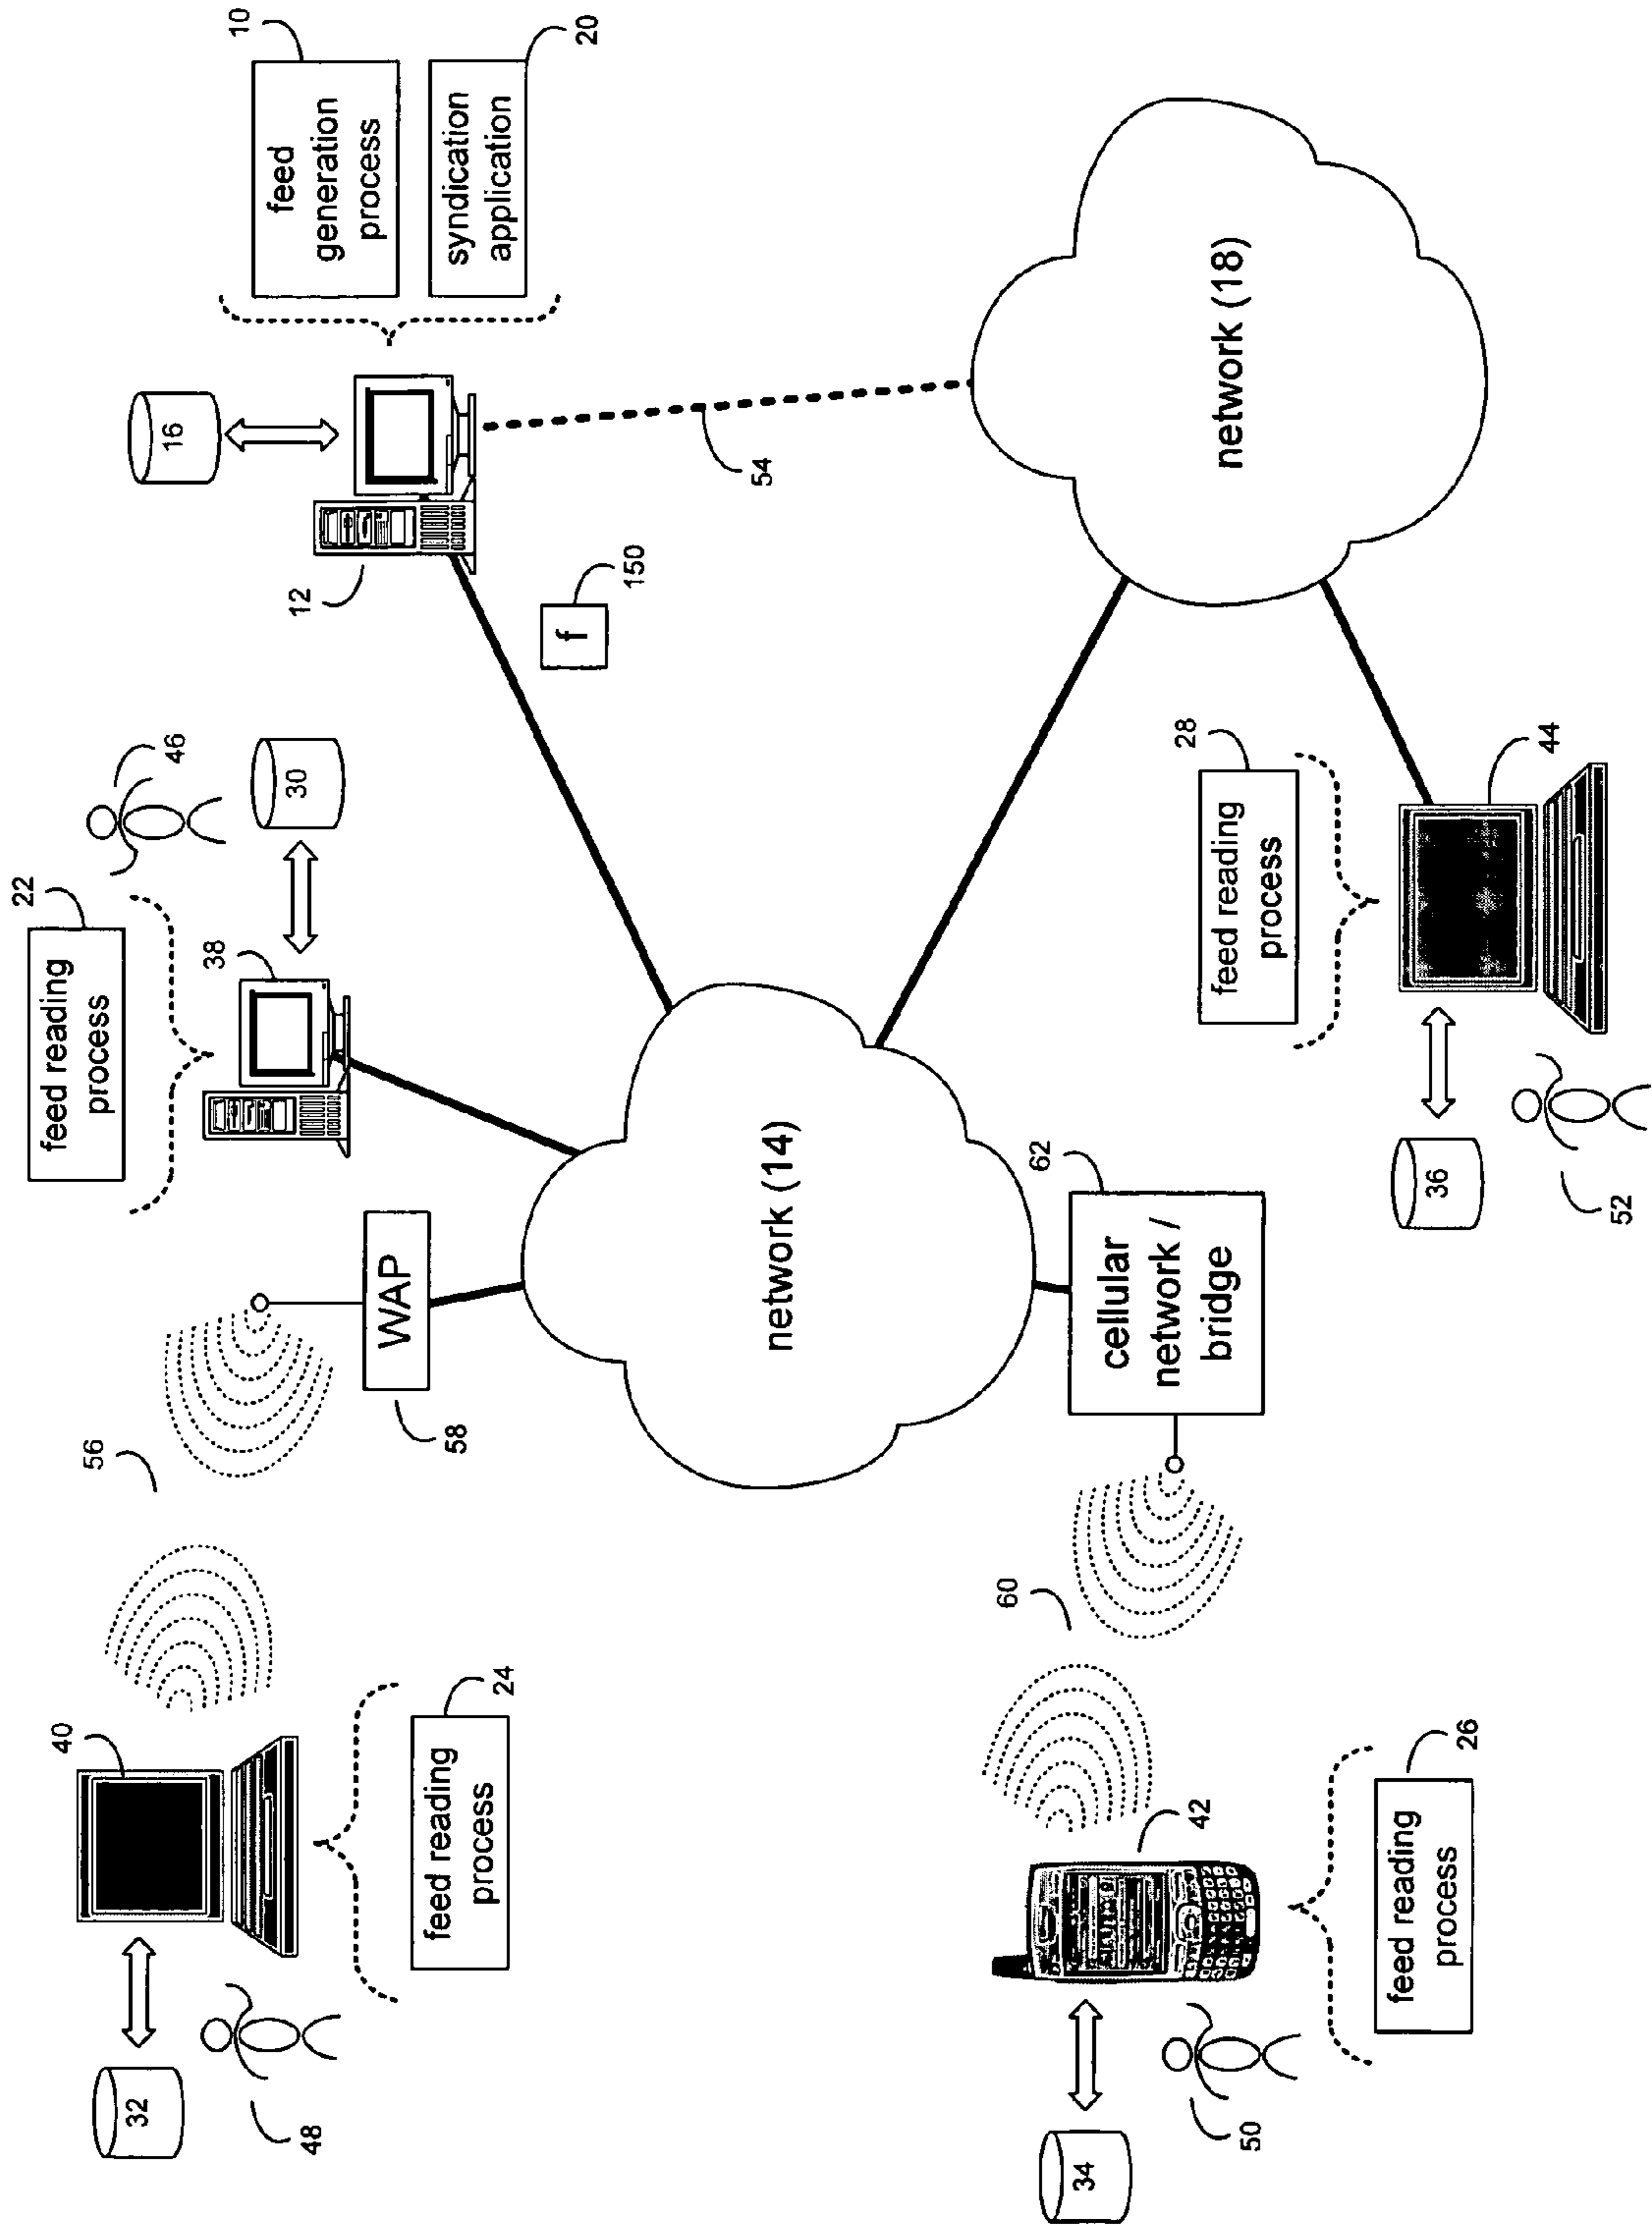 32
48
40
feed reading
process
24
56
58
WAP
feed reading
process
22
38
30
46
16
12
feed
generation
process
10
syndication
application
20
f
150
54
network (14)
network (18)
34
50
42
feed reading
process
26
60
cellular
network /
bridge
62
36
52
feed reading
process
28
44